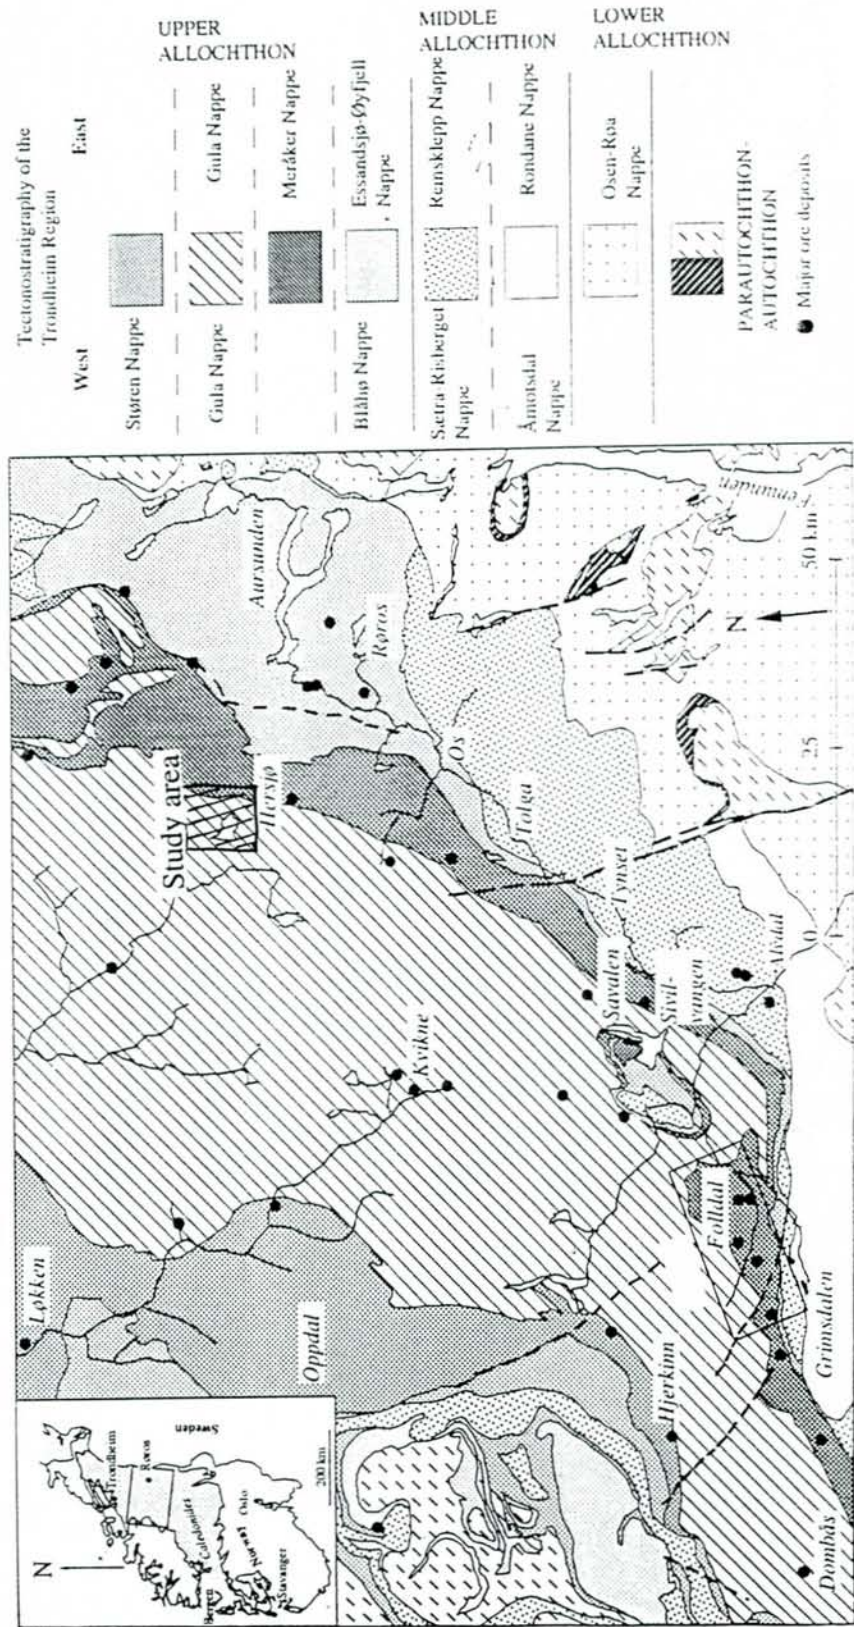 Tectonostratigraphy of the
Trondheim Region
West
East
Støren Nappe
UPPER
ALLOCHTHON
Gula Nappe
Gula Nappe
Meråker Nappe
Blåhø Nappe
Essandsjø-Øyfjell
Nappe
Sætra-Risberget
Nappe
Remsklepp Nappe
MIDDLE
ALLOCHTHON
Åmotsdal
Nappe
Rondane Nappe
Osen-Røa
Nappe
LOWER
ALLOCHTHON
PARAUTOCHTHON-
AUTOCHTHON
Major ore deposits
N
Trondheim
Røros
Sweden
Caledonides
Bergen
Norway
Oslo
Stavanger
200 km
Løkken
Oppdal
Study area
Hersjø
Aursunden
Røros
Kvikne
Os
Tolga
Tynset
Savalen
Sivil-
vangen
Alvdal
Hjerkinn
Folldal
Grimsdalen
Dombås
Femunden
N
0
25
50 km